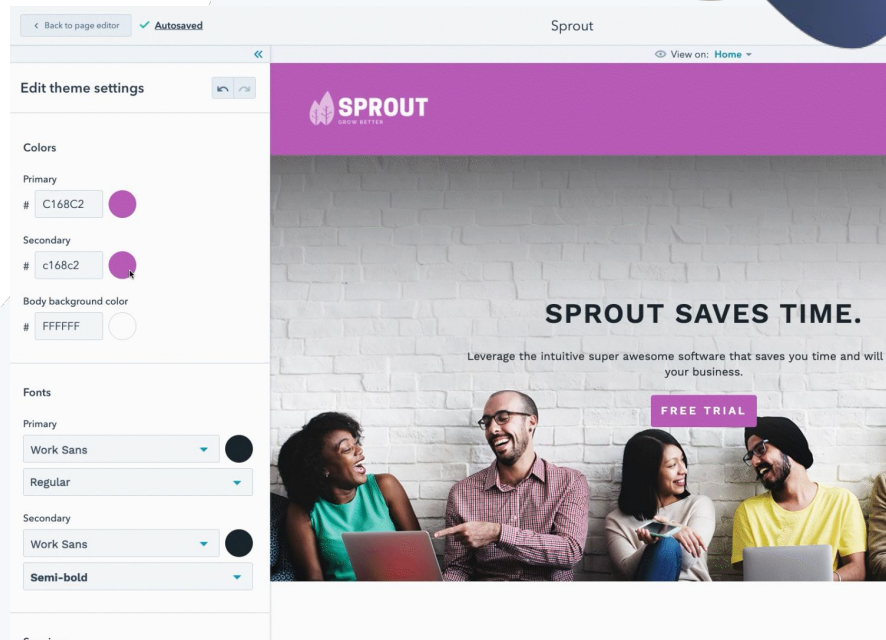 Back to page editor
Autosaved
Sprout
View on: Home
Edit theme settings
SPROUT
GROW BETTER
Colors
Primary
# C168C2
Secondary
# c168c2
Body background color
# FFFFFF
SPROUT SAVES TIME.
Leverage the intuitive super awesome software that saves you time and will
your business.
FREE TRIAL
Fonts
Primary
Work Sans
Regular
Secondary
Work Sans
Semi-bold